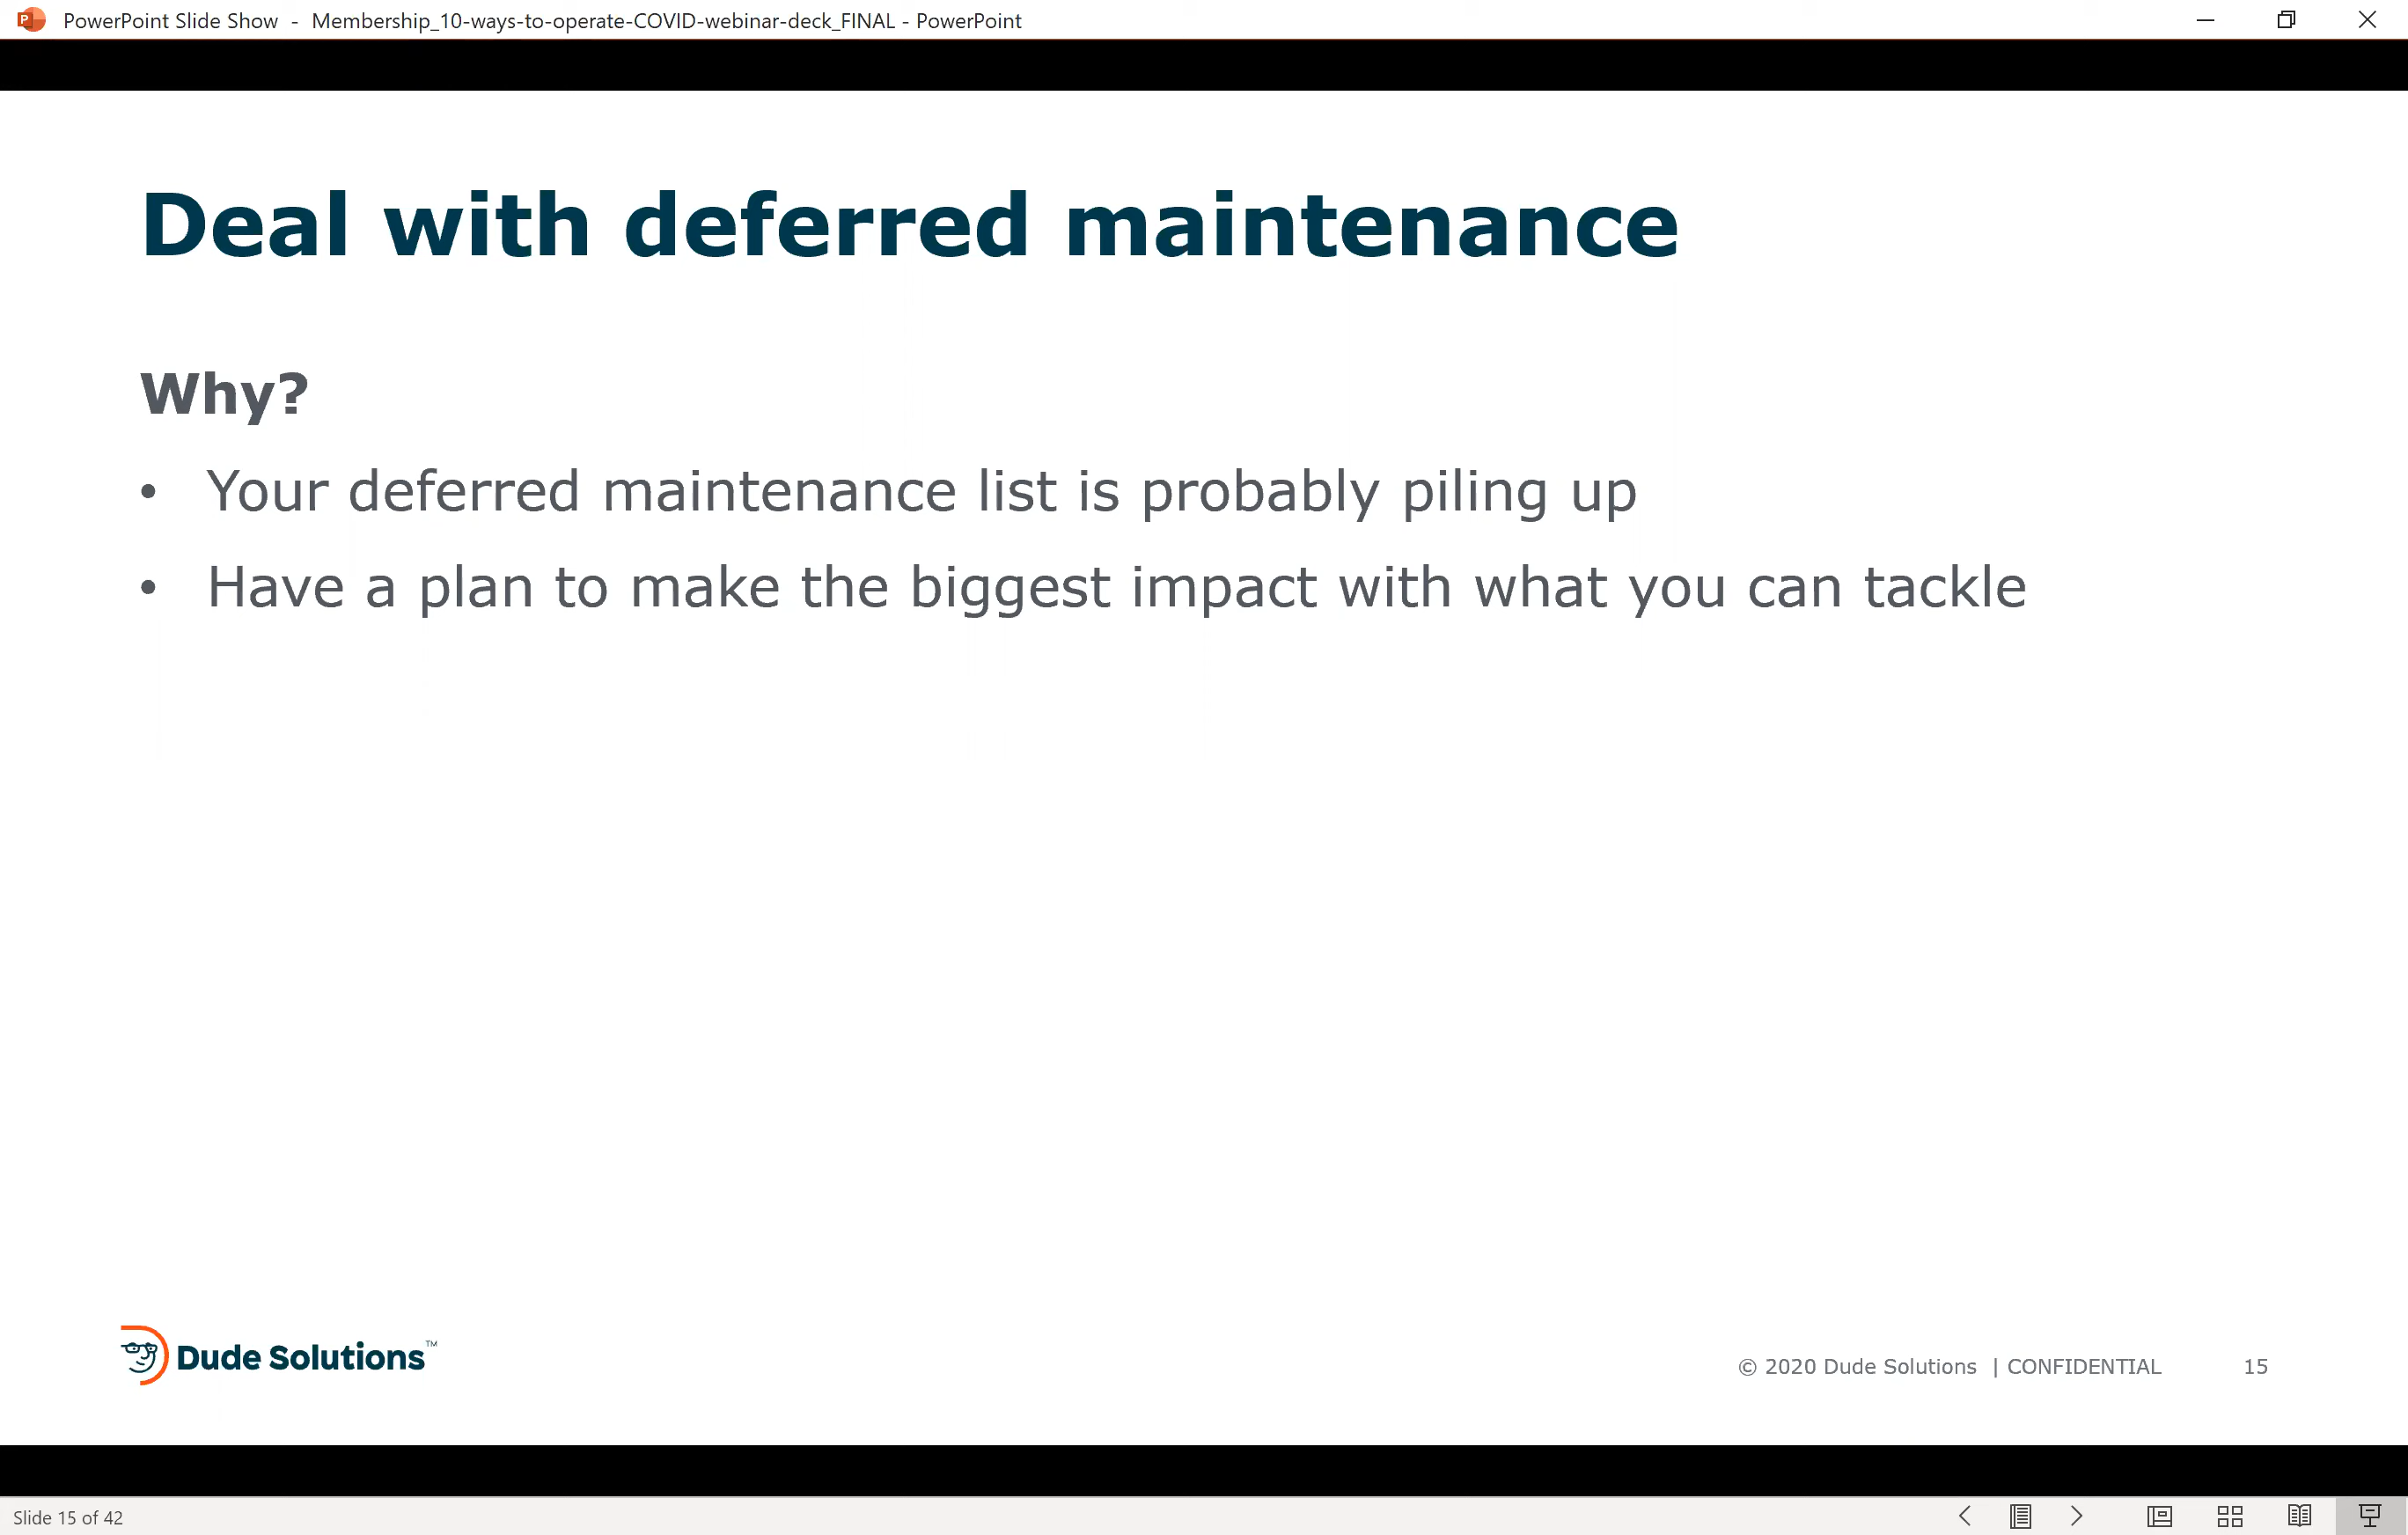 PowerPoint Slide Show - Membership_10-ways-to-operate-COVID-webinar-deck_FINAL - PowerPoint
Deal with deferred maintenance
Why?
• Your deferred maintenance list is probably piling up
• Have a plan to make the biggest impact with what you can tackle
Dude Solutions™
© 2020 Dude Solutions | CONFIDENTIAL 15
Slide 15 of 42